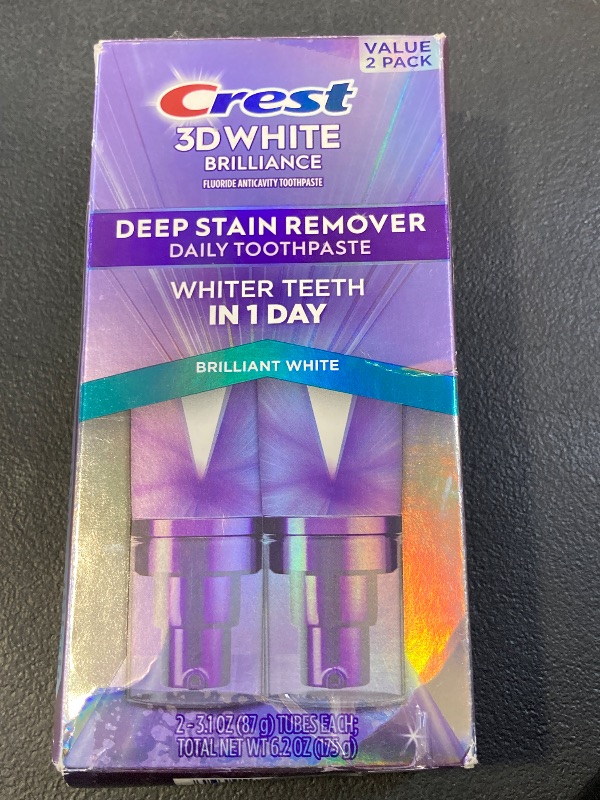 VALUE
2 PACK
Crest
3D WHITE
BRILLIANCE
FLUORIDE ANTICAVITY TOOTHPASTE
DEEP STAIN REMOVER
DAILY TOOTHPASTE
WHITER TEETH
IN 1 DAY
BRILLIANT WHITE
2 - 3.1 OZ (87 g) TUBES EACH;
TOTAL NET WT 6.2 OZ (175 g)